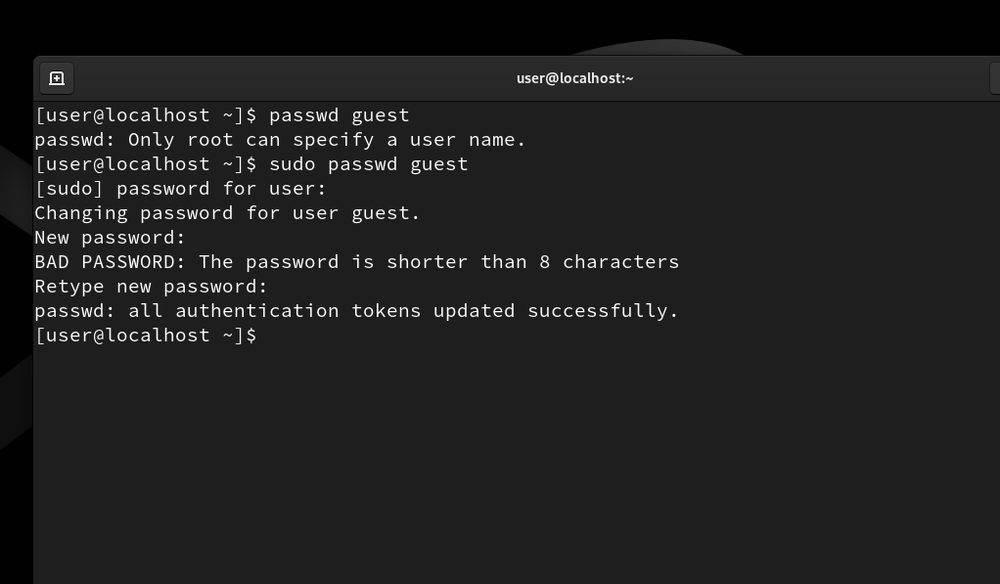 user@localhost:~
[user@localhost ~]$ passwd guest
passwd: Only root can specify a user name.
[user@localhost ~]$ sudo passwd guest
[sudo] password for user:
Changing password for user guest.
New password:
BAD PASSWORD: The password is shorter than 8 characters
Retype new password:
passwd: all authentication tokens updated successfully.
[user@localhost ~]$